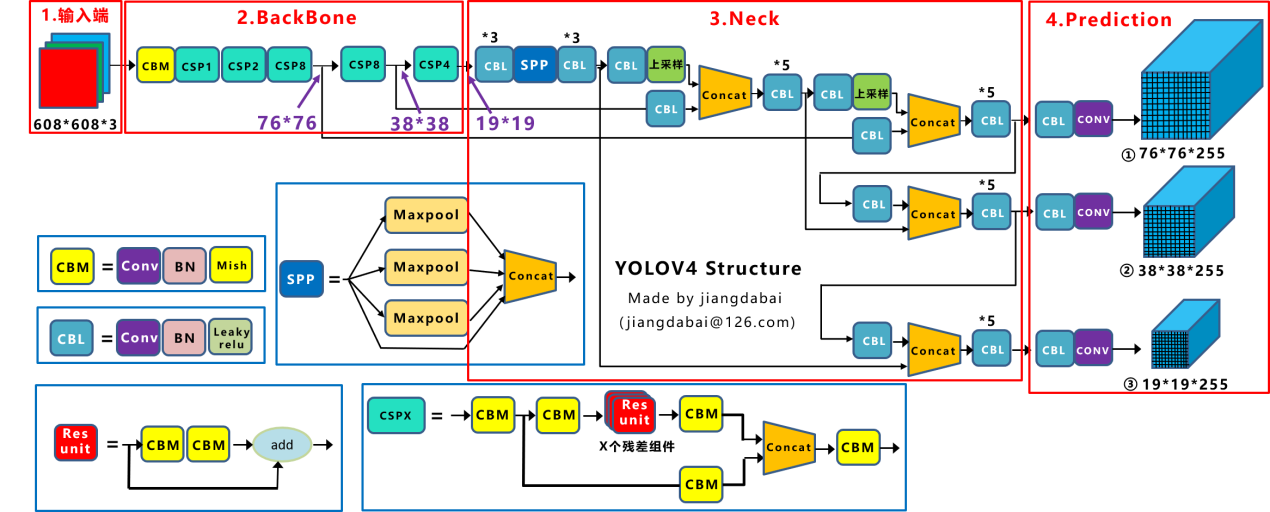 1.输入端
2.BackBone
3.Neck
4.Prediction
608*608*3
CBM
CSP1
CSP2
CSP8
CSP8
CSP4
76*76
38*38
19*19
*3
*3
CBL
SPP
CBL
CBL
上采样
CBL
Concat
*5
CBL
CBL
上采样
CBL
Concat
*5
CBL
CBL
CONV
①76*76*255
CBL
Concat
*5
CBL
CBL
CONV
②38*38*255
CBL
Concat
*5
CBL
CBL
CONV
③19*19*255
YOLOV4 Structure
Made by jiangdabai
(jiangdabai@126.com)
SPP
=
Maxpool
Maxpool
Maxpool
Concat
CBM = Conv BN Mish
CBL = Conv BN Leaky
relu
Res
unit
=
CBM
CBM
add
CSPX
=
CBM
CBM
Res
unit
X个残差组件
CBM
CBM
Concat
CBM